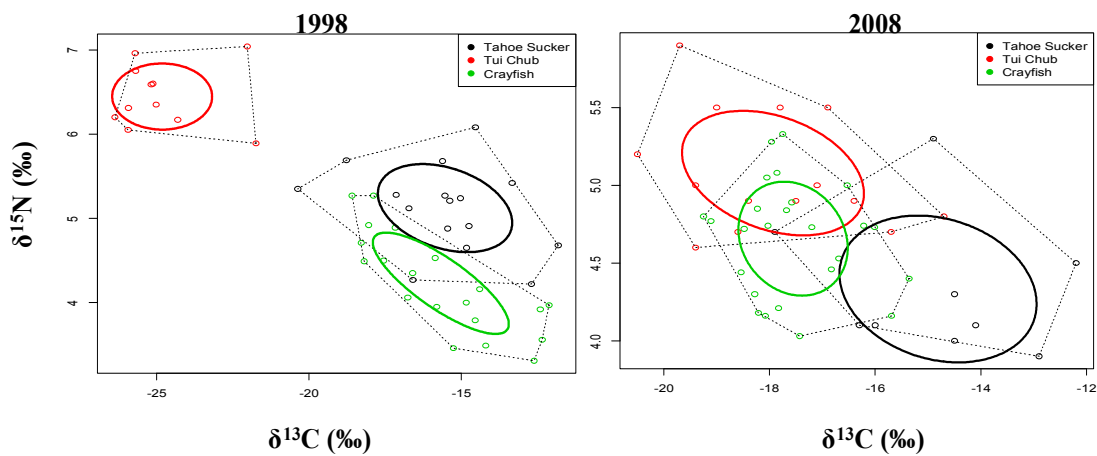 1998
2008
Tahoe Sucker
Tui Chub
Crayfish
Tahoe Sucker
Tui Chub
Crayfish
δ¹⁵N (‰)
7
6
5
4
5.5
5.0
4.5
4.0
-25
-20
-15
-20
-18
-16
-14
-12
δ¹³C (‰)
δ¹³C (‰)